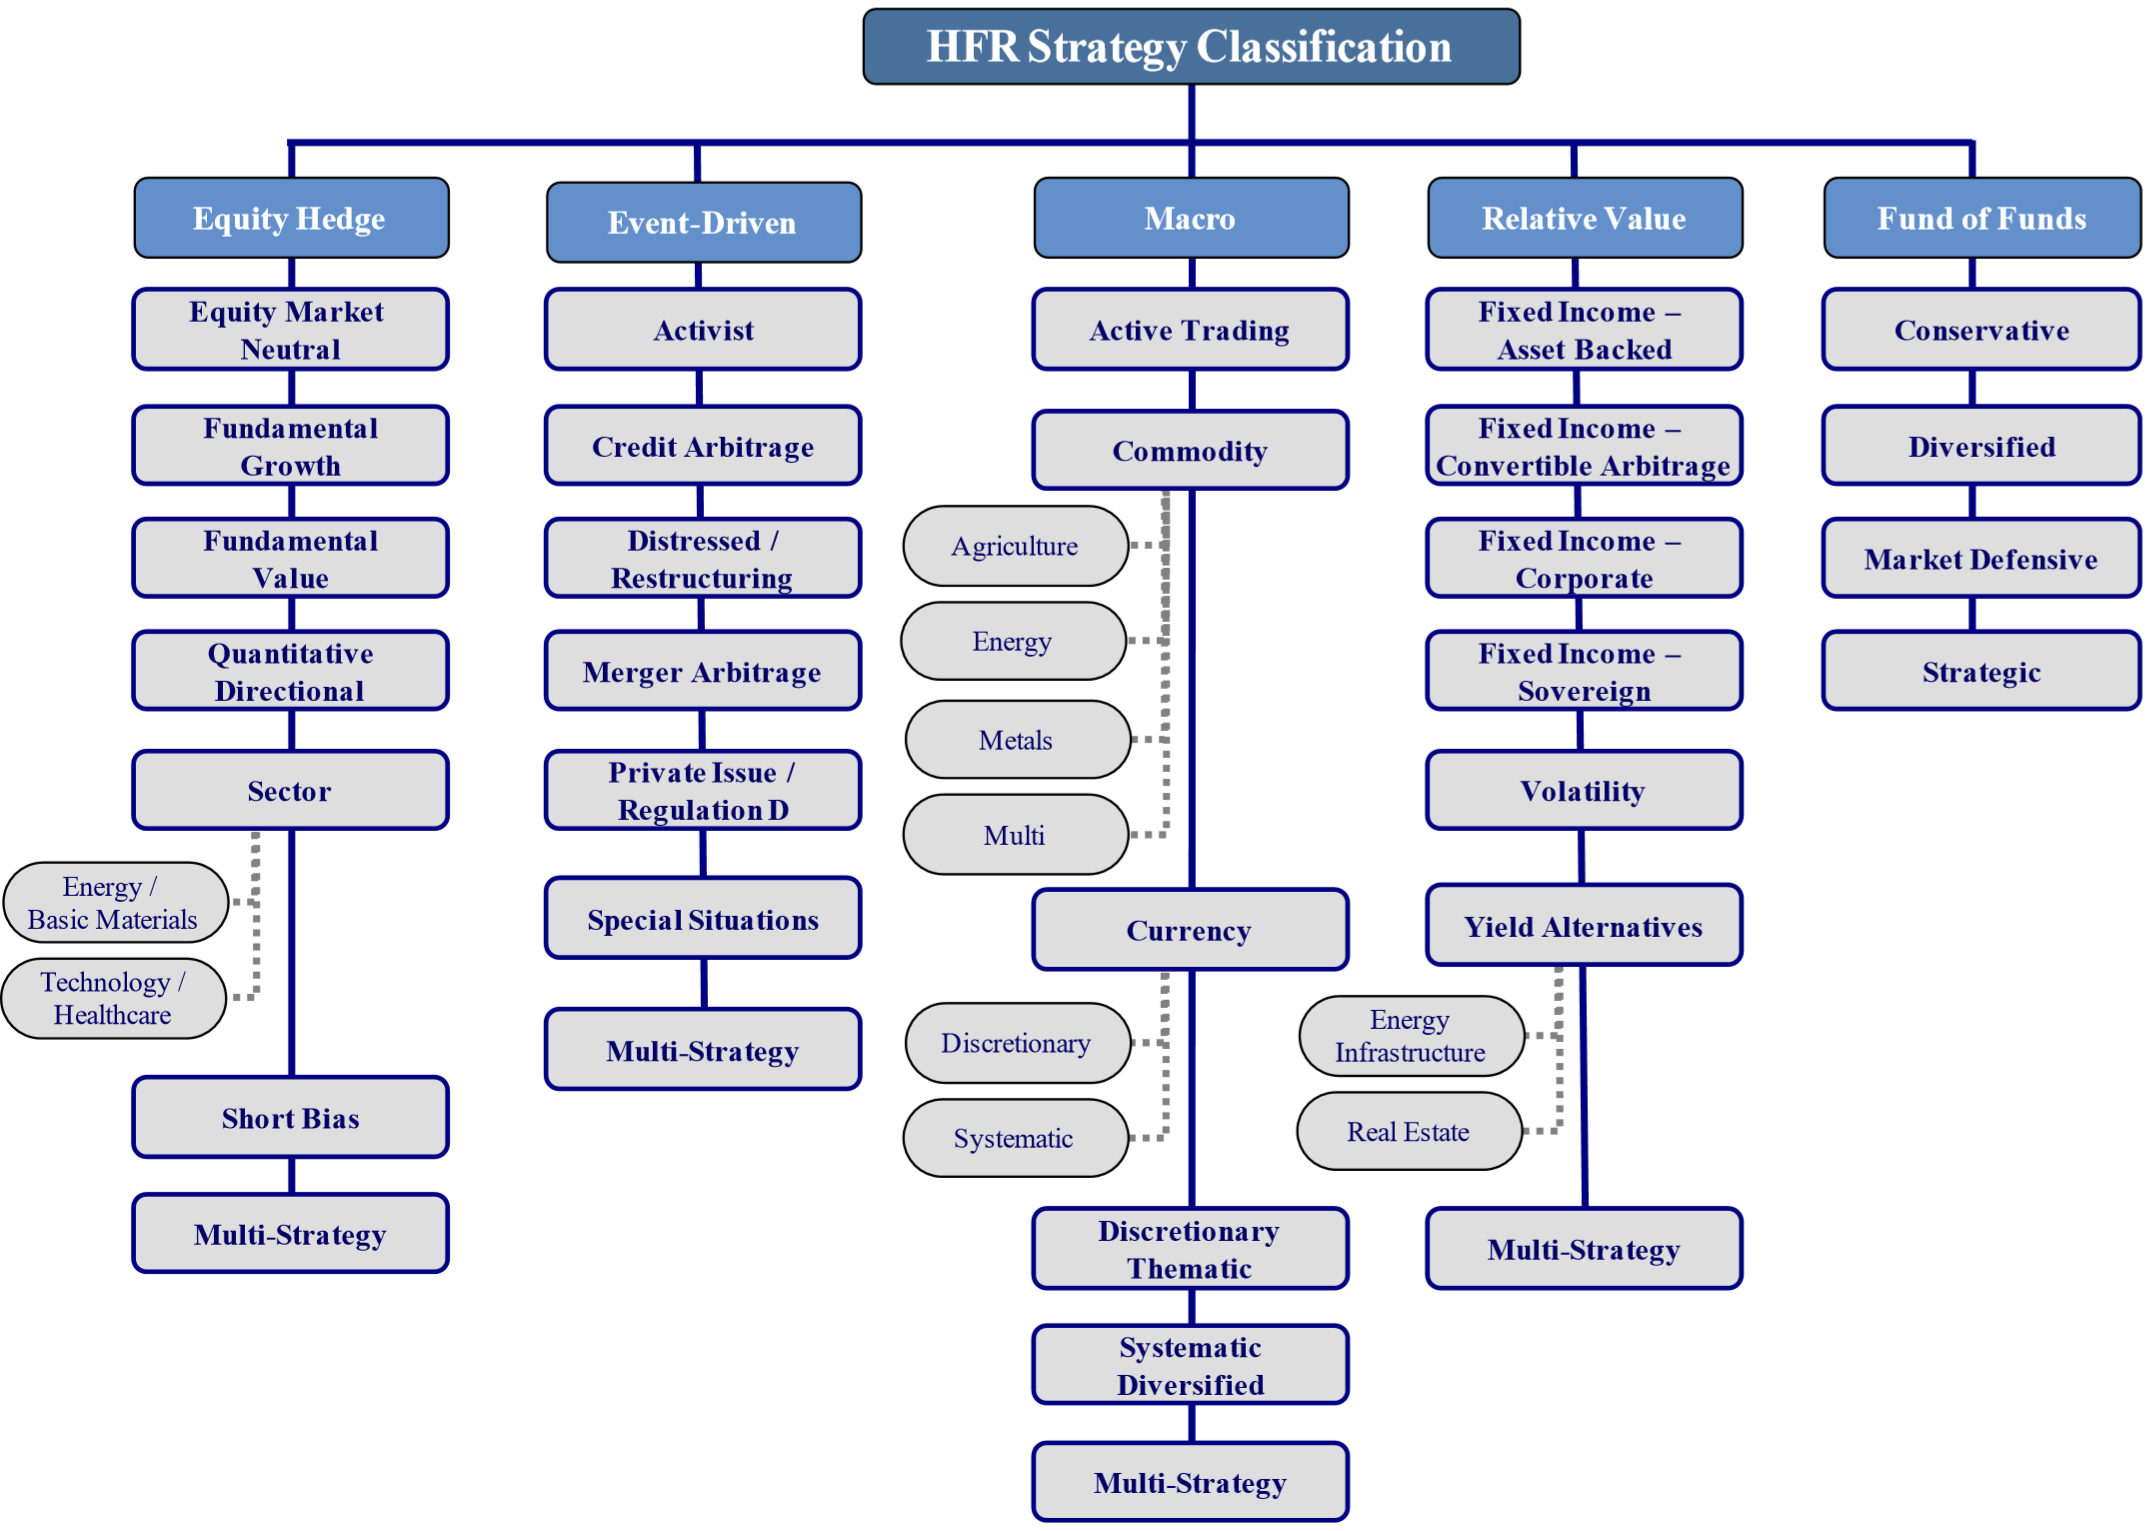 HFR Strategy Classification
Equity Hedge
Equity Market
Neutral
Fundamental
Growth
Fundamental
Value
Quantitative
Directional
Sector
Energy /
Basic Materials
Technology /
Healthcare
Short Bias
Multi-Strategy
Event-Driven
Activist
Credit Arbitrage
Distressed /
Restructuring
Merger Arbitrage
Private Issue /
Regulation D
Special Situations
Multi-Strategy
Macro
Active Trading
Commodity
Agriculture
Energy
Metals
Multi
Currency
Discretionary
Systematic
Discretionary
Thematic
Systematic
Diversified
Multi-Strategy
Relative Value
Fixed Income –
Asset Backed
Fixed Income –
Convertible Arbitrage
Fixed Income –
Corporate
Fixed Income –
Sovereign
Volatility
Yield Alternatives
Energy
Infrastructure
Real Estate
Multi-Strategy
Fund of Funds
Conservative
Diversified
Market Defensive
Strategic